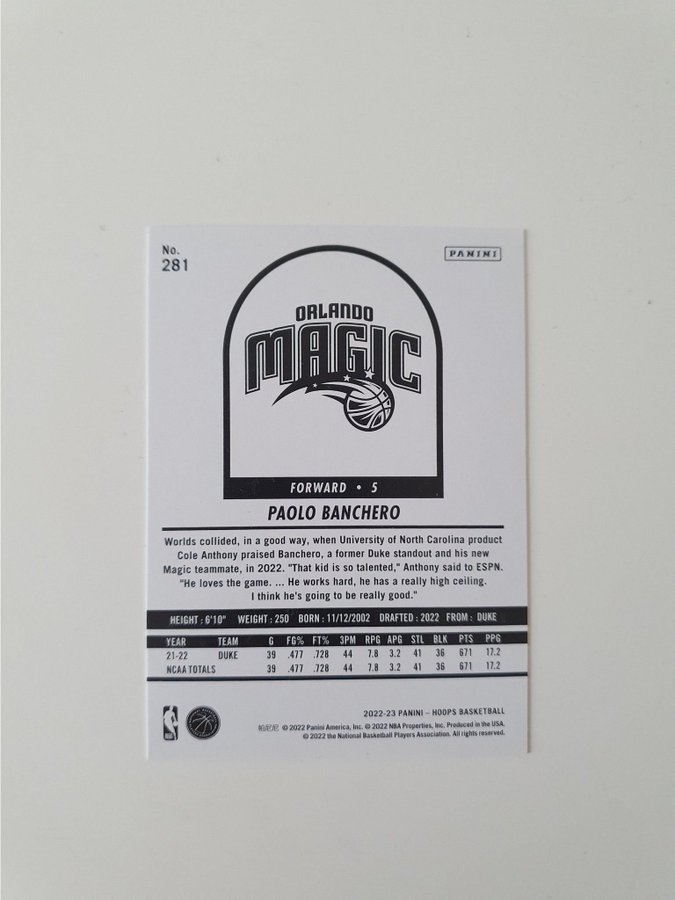 No.
281
PANINI
ORLANDO
MAGIC
FORWARD • 5
PAOLO BANCHERO
Worlds collided, in a good way, when University of North Carolina product
Cole Anthony praised Banchero, a former Duke standout and his new
Magic teammate, in 2022. "That kid is so talented," Anthony said to ESPN.
"He loves the game. ... He works hard, he has a really high ceiling.
I think he's going to be really good."
HEIGHT : 6'10" WEIGHT : 250 BORN : 11/12/2002 DRAFTED : 2022 FROM : DUKE
YEAR TEAM G FG% FT% 3PM RPG APG STL BLK PTS PPG
21-22 DUKE 39 .477 .728 44 7.8 3.2 41 36 671 17.2
NCAA TOTALS 39 .477 .728 44 7.8 3.2 41 36 671 17.2
2022-23 PANINI – HOOPS BASKETBALL
© 2022 Panini America, Inc. © 2022 NBA Properties, Inc. Produced in the USA.
© 2022 the National Basketball Players Association. All rights reserved.